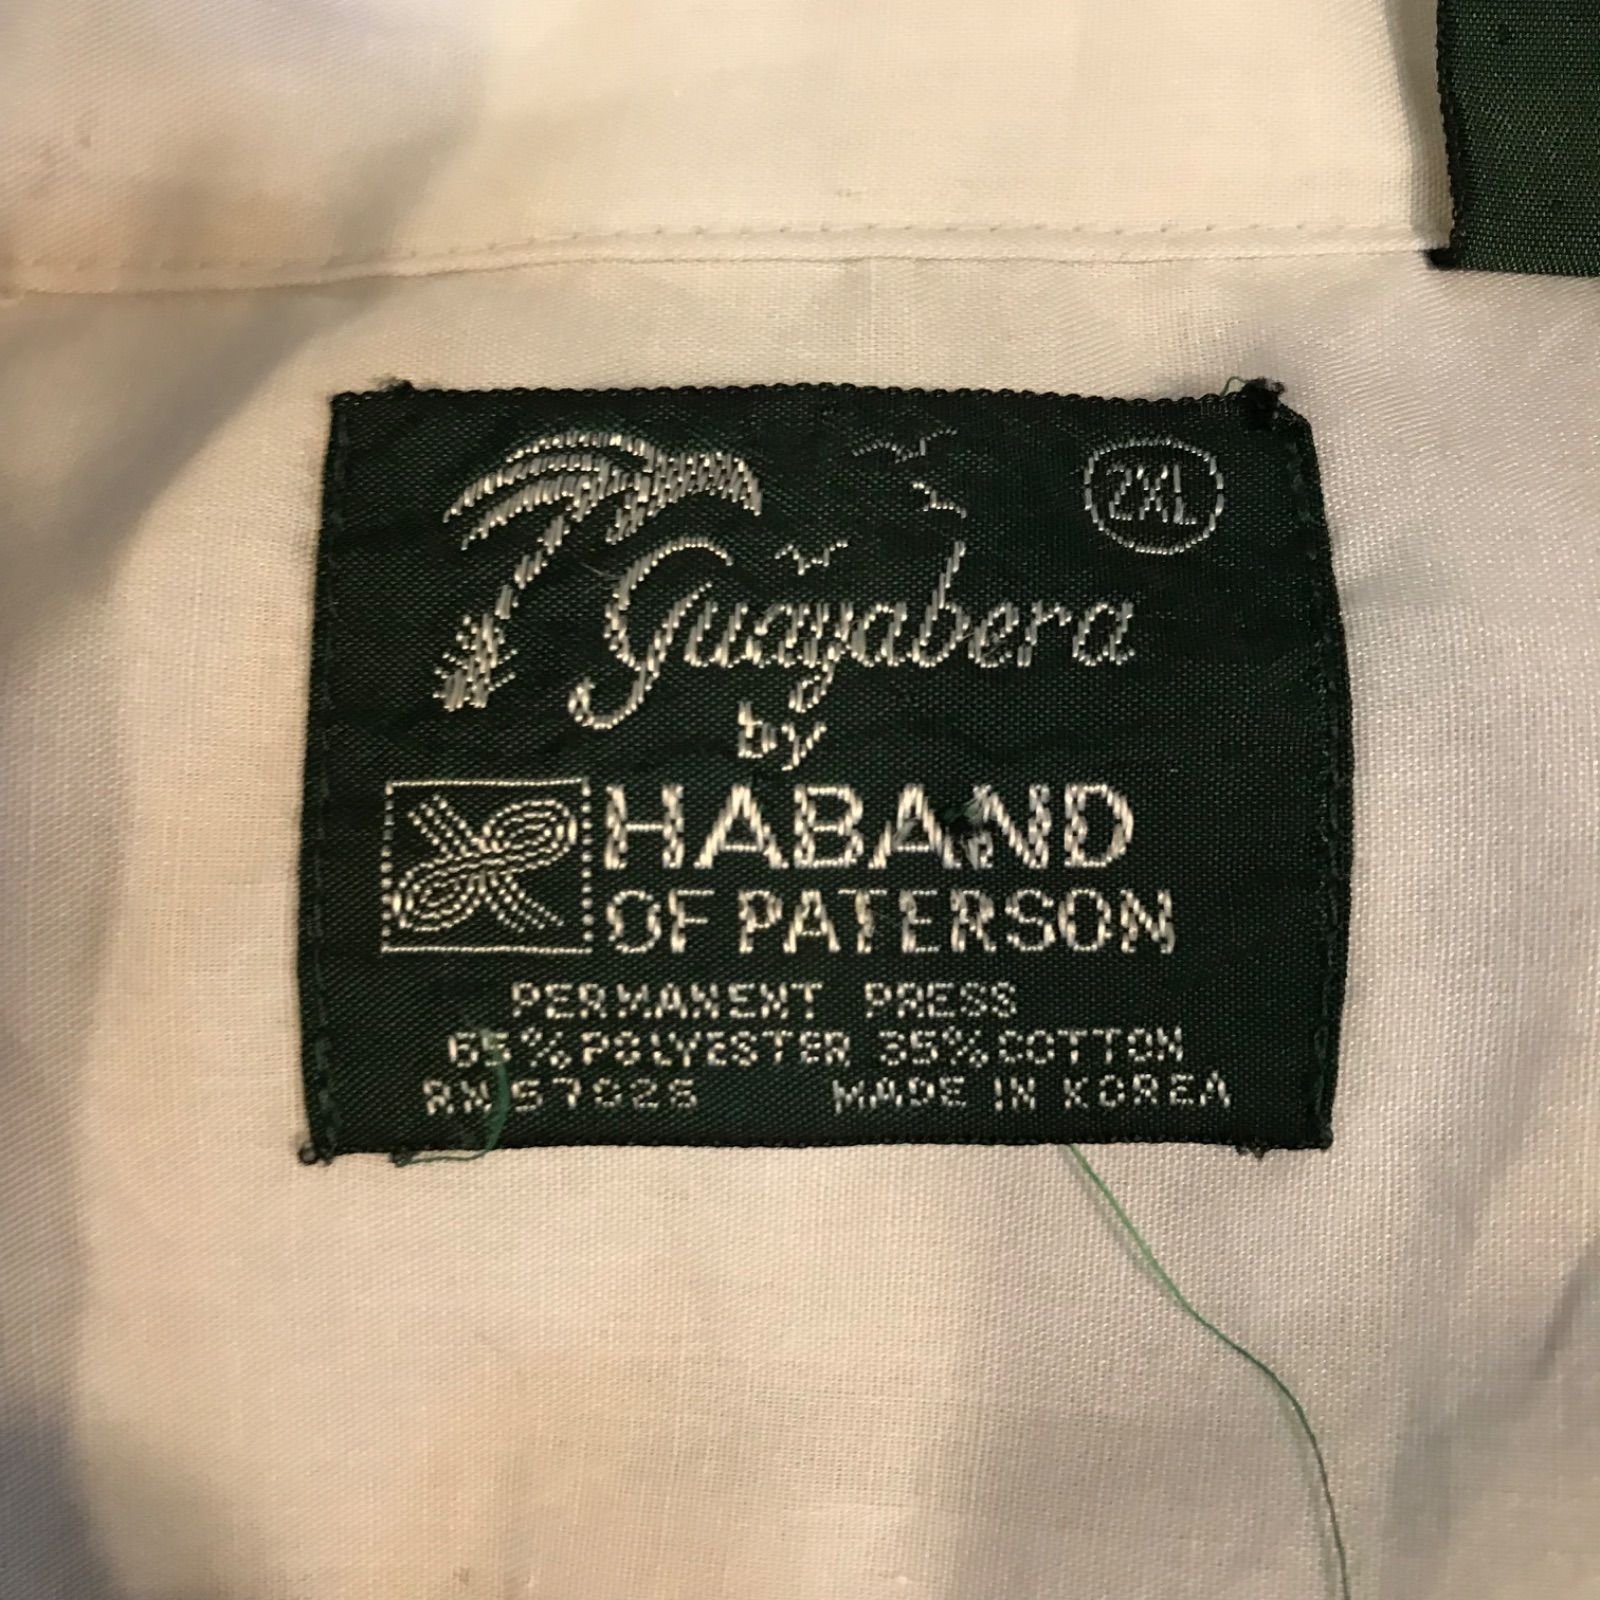 2XL
Guayabera
by
HABAND
OF PATERSON
PERMANENT PRESS
65% POLYESTER 35% COTTON
RN 57026 MADE IN KOREA